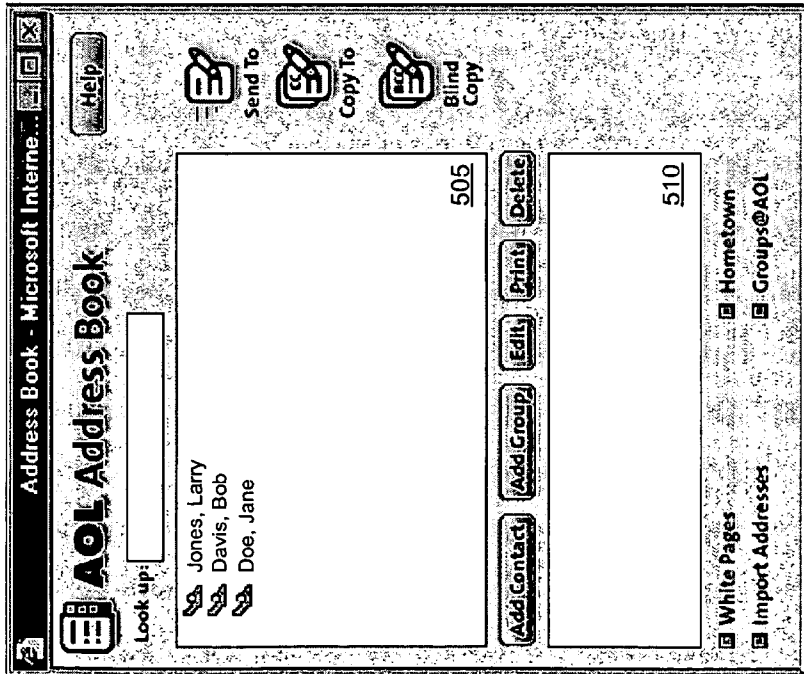 Address Book - Microsoft Interne...
AOL Address Book
Help
Look up:
Jones, Larry
Davis, Bob
Doe, Jane
505
Send To
CC
Copy To
BCC
Blind
Copy
Add Contact
Add Group
Edit
Print
Delete
510
White Pages
Hometown
Import Addresses
Groups@AOL